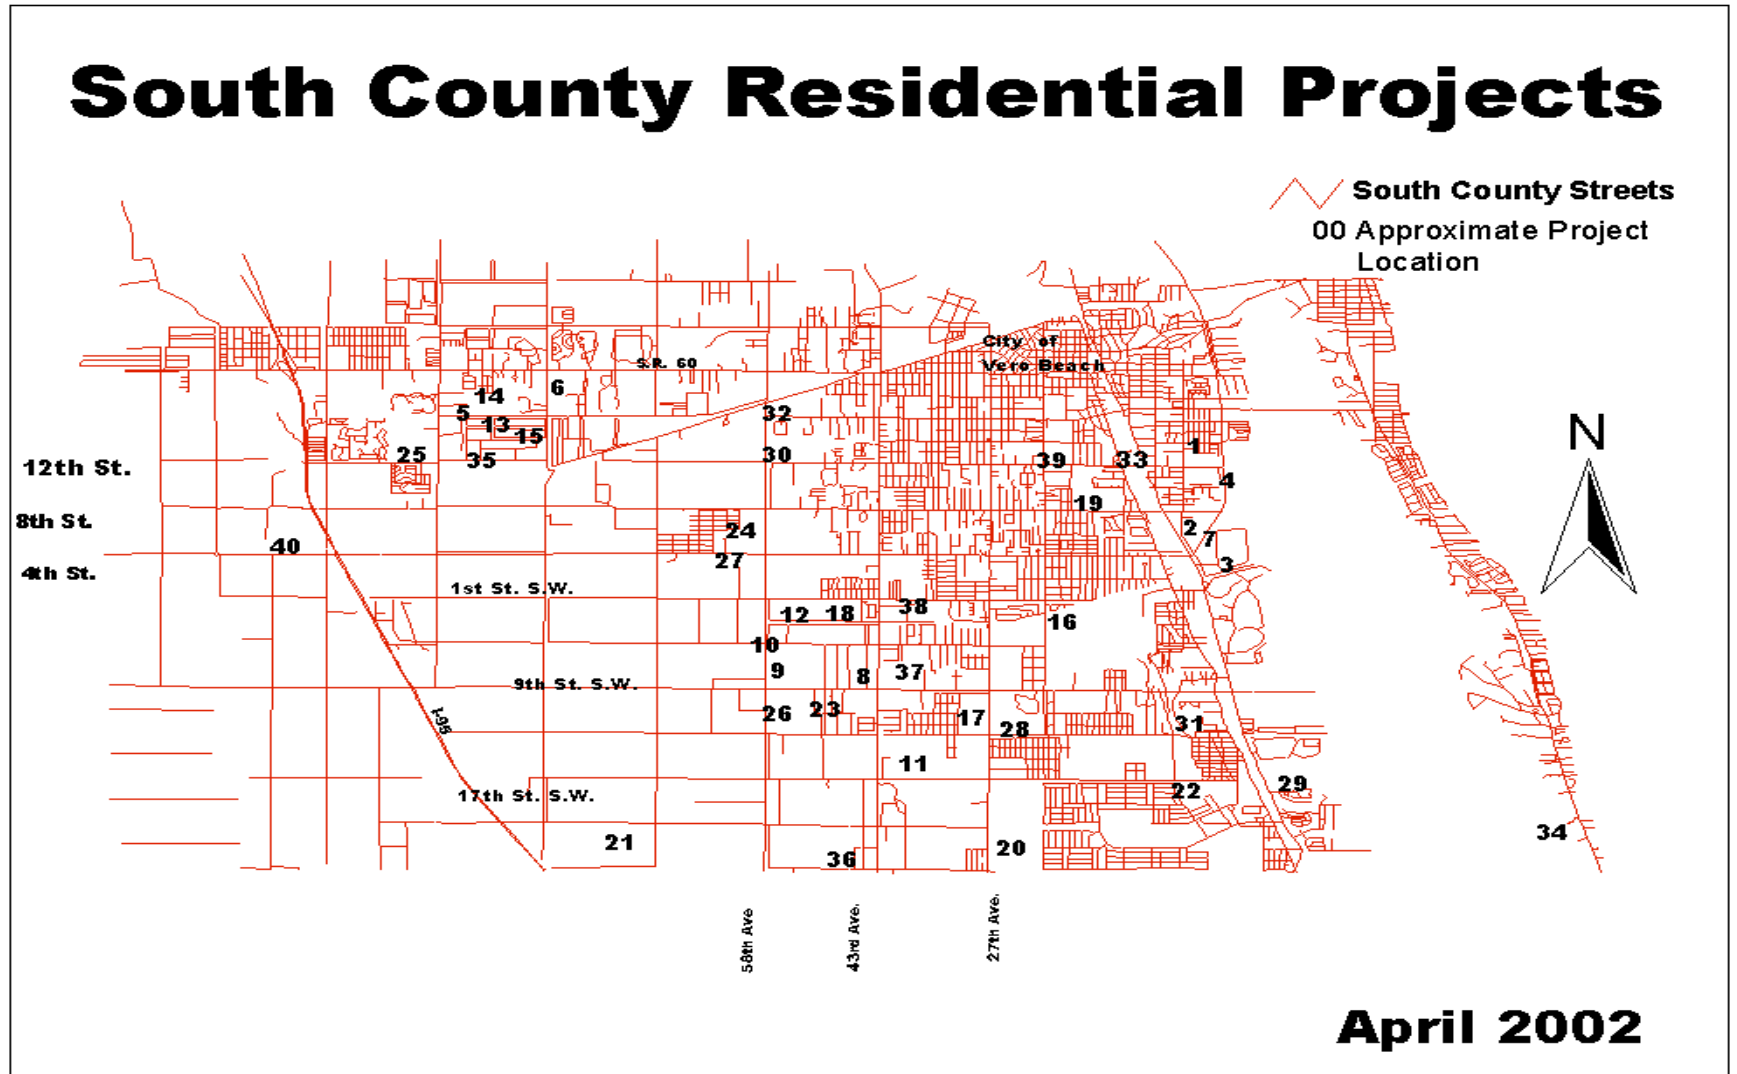 South County Residential Projects
South County Streets
00 Approximate Project
Location
City of
Vero Beach
S.R. 60
6
14
5
32
13
15
1
25
35
30
39
33
12th St.
4
19
8th St.
24
2
7
40
27
3
4th St.
1st St. S.W.
12
18
38
16
10
9
8
37
9th St. S.W.
26
23
17
I-95
28
31
11
17th St. S.W.
22
29
21
36
20
34
N
58th Ave
43rd Ave.
27th Ave.
April 2002